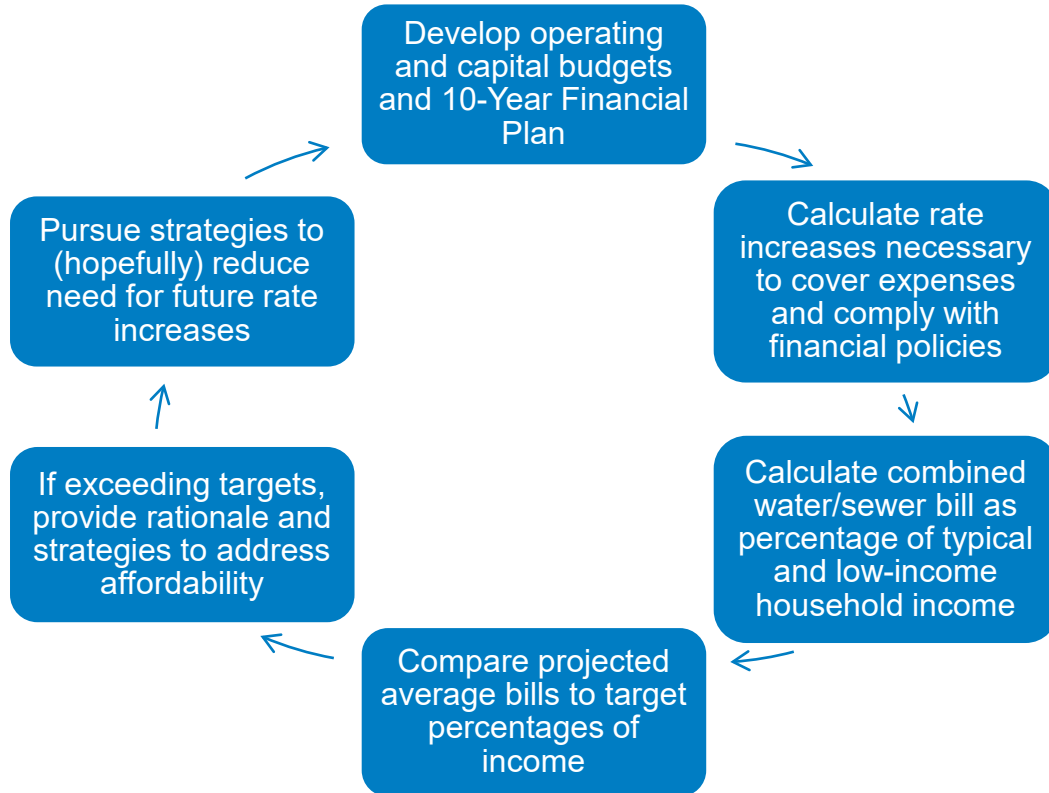 Develop operating
and capital budgets
and 10-Year Financial
Plan
Calculate rate
increases necessary
to cover expenses
and comply with
financial policies
Calculate combined
water/sewer bill as
percentage of typical
and low-income
household income
Compare projected
average bills to target
percentages of
income
If exceeding targets,
provide rationale and
strategies to address
affordability
Pursue strategies to
(hopefully) reduce
need for future rate
increases